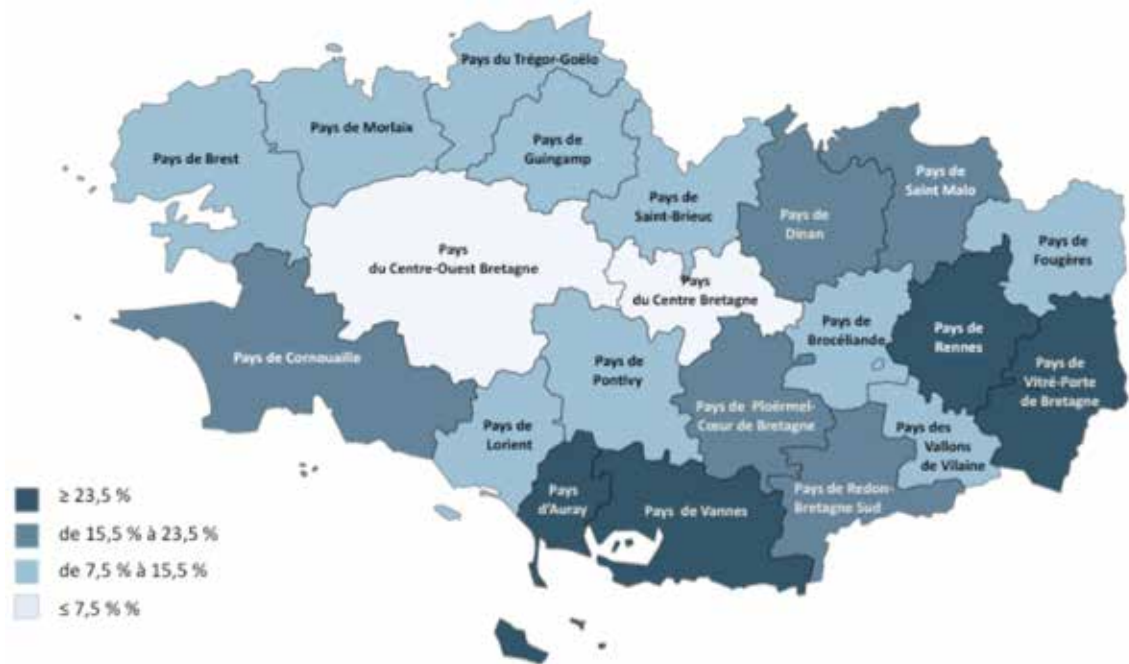 Pays du Trégor-Goëlo
Pays de Morlaix
Pays de Brest
Pays de
Guingamp
Pays de
Saint-Brieuc
Pays de
Dinan
Pays de
Saint Malo
Pays de
Fougères
Pays
du Centre-Ouest Bretagne
Pays
du Centre Bretagne
Pays de
Brocéliande
Pays de
Rennes
Pays de
Vitré-Porte
de Bretagne
Pays de Cornouaille
Pays de
Pontivy
Pays de Ploërmel-
Cœur de Bretagne
Pays de
Lorient
Pays des
Vallons
de Vilaine
Pays
d'Auray
Pays de Vannes
Pays de Redon-
Bretagne Sud
≥ 23,5 %
de 15,5 % à 23,5 %
de 7,5 % à 15,5 %
≤ 7,5 % %